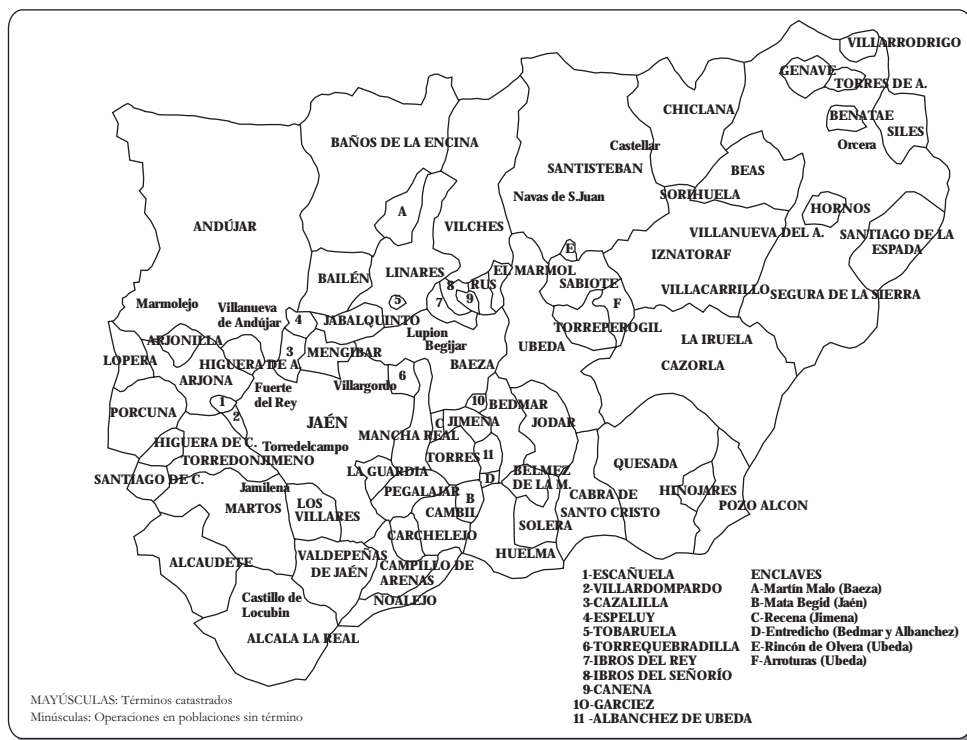 VILLARRODRIGO
GENAVE
TORRES DE A.
CHICLANA
BENATAE
SILES
BAÑOS DE LA ENCINA
Castellar
Orcera
SANTISTEBAN
BEAS
Navas de S.Juan
SORIHUELA
HORNOS
A
ANDÚJAR
VILCHES
VILLANUEVA DEL A.
SANTIAGO DE LA
ESPADA
E
IZNATORAF
BAILÉN
LINARES
EL MARMOL
RUS
SABIOTE
8
VILLACARRILLO
SEGURA DE LA SIERRA
Marmolejo
Villanueva
de Andújar
5
7
9
F
4
JABALQUINTO
TORREPEROGIL
ARJONILLA
Lupion
Begijar
UBEDA
LA IRUELA
LOPERA
HIGUERA DE A.
3
MENGIBAR
BAEZA
CAZORLA
ARJONA
Fuerte
del Rey
Villargordo
6
1
2
10
BEDMAR
PORCUNA
JAÉN
C
JIMENA
JODAR
MANCHA REAL
HIGUERA DE C.
Torredelcampo
TORREDONJIMENO
TORRES
11
QUESADA
SANTIAGO DE C.
LA GUARDIA
D
BELMEZ
DE LA M.
Jamilena
PEGALAJAR
B
CABRA DE
SANTO CRISTO
HINOJARES
POZO ALCON
MARTOS
LOS
VILLARES
CAMBIL
SOLERA
CARCHELEJO
HUELMA
ALCAUDETE
VALDEPEÑAS
DE JAÉN
CAMPILLO DE
ARENAS
Castillo de
Locubin
ÑOALEJO
ALCALA LA REAL
1-ESCAÑUELA
2-VILLARDOMPARDO
3-CAZALILLA
4-ESPELUY
5-TOBARUELA
6-TORREQUEBRADILLA
7-IBROS DEL REY
8-IBROS DEL SEÑORÍO
9-CANENA
10-GARCIEZ
11 -ALBANCHEZ DE UBEDA
ENCLAVES
A-Martín Malo (Baeza)
B-Mata Begid (Jaén)
C-Recena (Jimena)
D-Entredicho (Bedmar y Albanchez)
E-Rincón de Olvera (Ubeda)
F-Arroturas (Ubeda)
MAYÚSCULAS: Términos catastrados
Minúsculas: Operaciones en poblaciones sin término